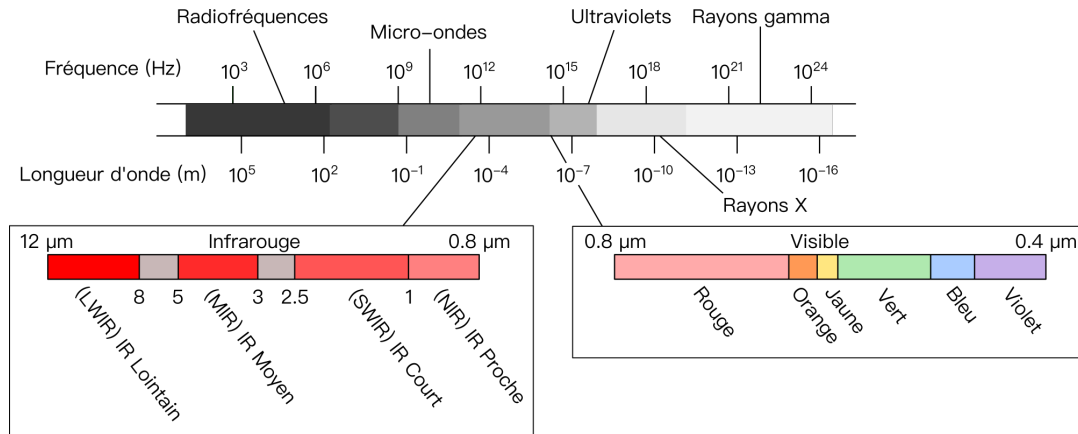 Radiofréquences
Micro-ondes
Ultraviolets
Rayons gamma
Fréquence (Hz) 10³ 10⁶ 10⁹ 10¹² 10¹⁵ 10¹⁸ 10²¹ 10²⁴
Longueur d'onde (m) 10⁵ 10² 10⁻¹ 10⁻⁴ 10⁻⁷ 10⁻¹⁰ 10⁻¹³ 10⁻¹⁶
Rayons X
12 µm Infrarouge 0.8 µm
8 5 3 2.5 1
(LWIR) IR Lointain
(MIR) IR Moyen
(SWIR) IR Court
(NIR) IR Proche
0.8 µm Visible 0.4 µm
Rouge
Orange
Jaune
Vert
Bleu
Violet